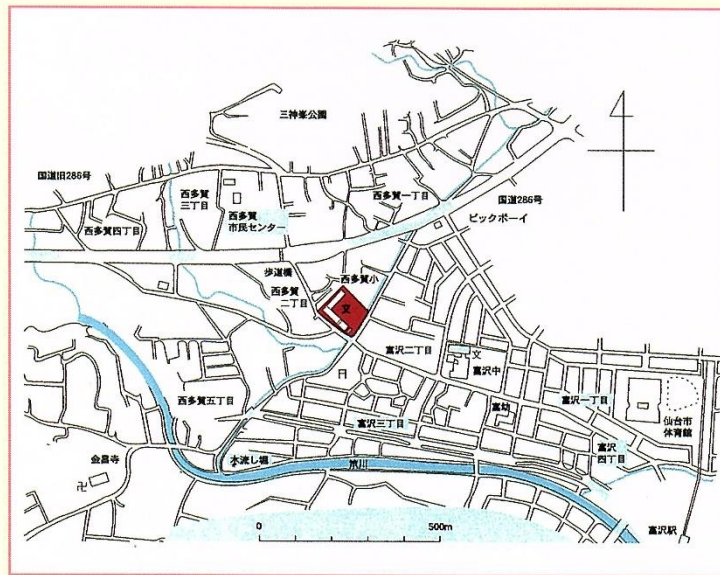 三神峯公園
国道旧286号
西多賀
三丁目
西多賀一丁目
西多賀
市民センター
国道286号
ビックボーイ
西多賀四丁目
歩道橋
西多賀小
西多賀
二丁目
文
富沢二丁目
文
富沢中
西多賀五丁目
富沢一丁目
仙台市
体育館
富幼
富沢三丁目
富沢
四丁目
会昌寺
木流し堀
笊川
富沢駅
0
500m